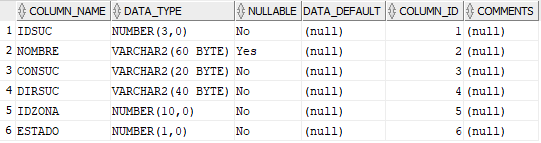 COLUMN_NAME DATA_TYPE NULLABLE DATA_DEFAULT COLUMN_ID COMMENTS
1 IDSUC NUMBER(3,0) No (null) 1 (null)
2 NOMBRE VARCHAR2(60 BYTE) Yes (null) 2 (null)
3 CONSUC VARCHAR2(20 BYTE) No (null) 3 (null)
4 DIRSUC VARCHAR2(40 BYTE) No (null) 4 (null)
5 IDZONA NUMBER(10,0) No (null) 5 (null)
6 ESTADO NUMBER(1,0) No (null) 6 (null)